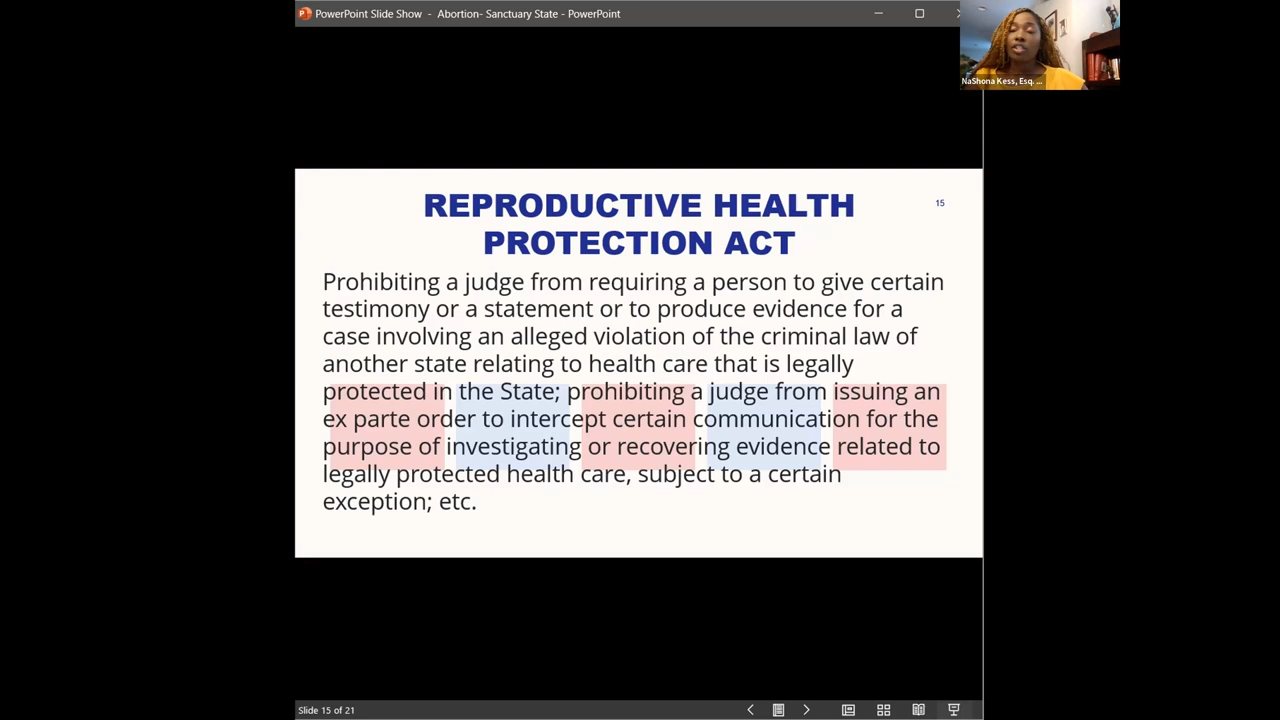 PowerPoint Slide Show - Abortion- Sanctuary State - PowerPoint
NaShona Kess, Esq. ...
REPRODUCTIVE HEALTH
PROTECTION ACT
15
Prohibiting a judge from requiring a person to give certain
testimony or a statement or to produce evidence for a
case involving an alleged violation of the criminal law of
another state relating to health care that is legally
protected in the State; prohibiting a judge from issuing an
ex parte order to intercept certain communication for the
purpose of investigating or recovering evidence related to
legally protected health care, subject to a certain
exception; etc.
Slide 15 of 21